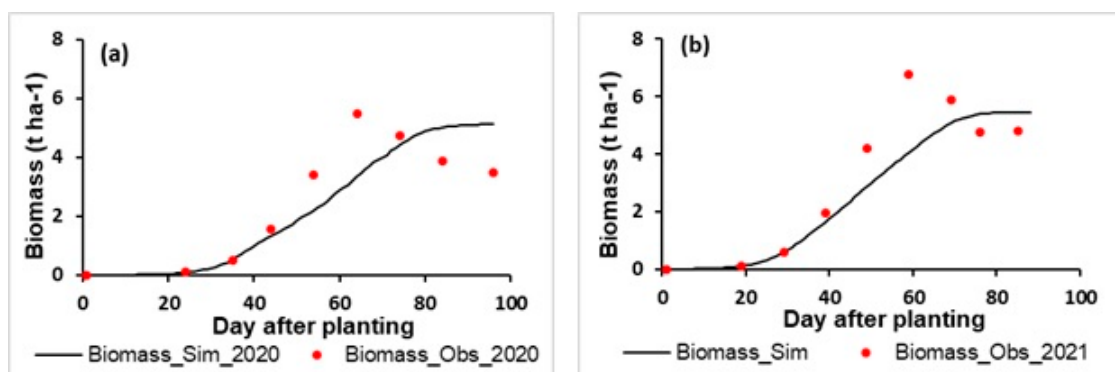 (a)
Biomass (t ha-1)
8
6
4
2
0
0 20 40 60 80 100
Day after planting
Biomass_Sim_2020 Biomass_Obs_2020
(b)
Biomass (t ha-1)
8
6
4
2
0
0 20 40 60 80 100
Day after planting
Biomass_Sim Biomass_Obs_2021